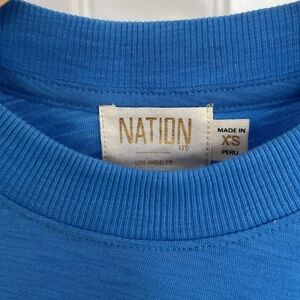 NATION
LTD
LOS ANGELES
MADE IN
XS
PERU